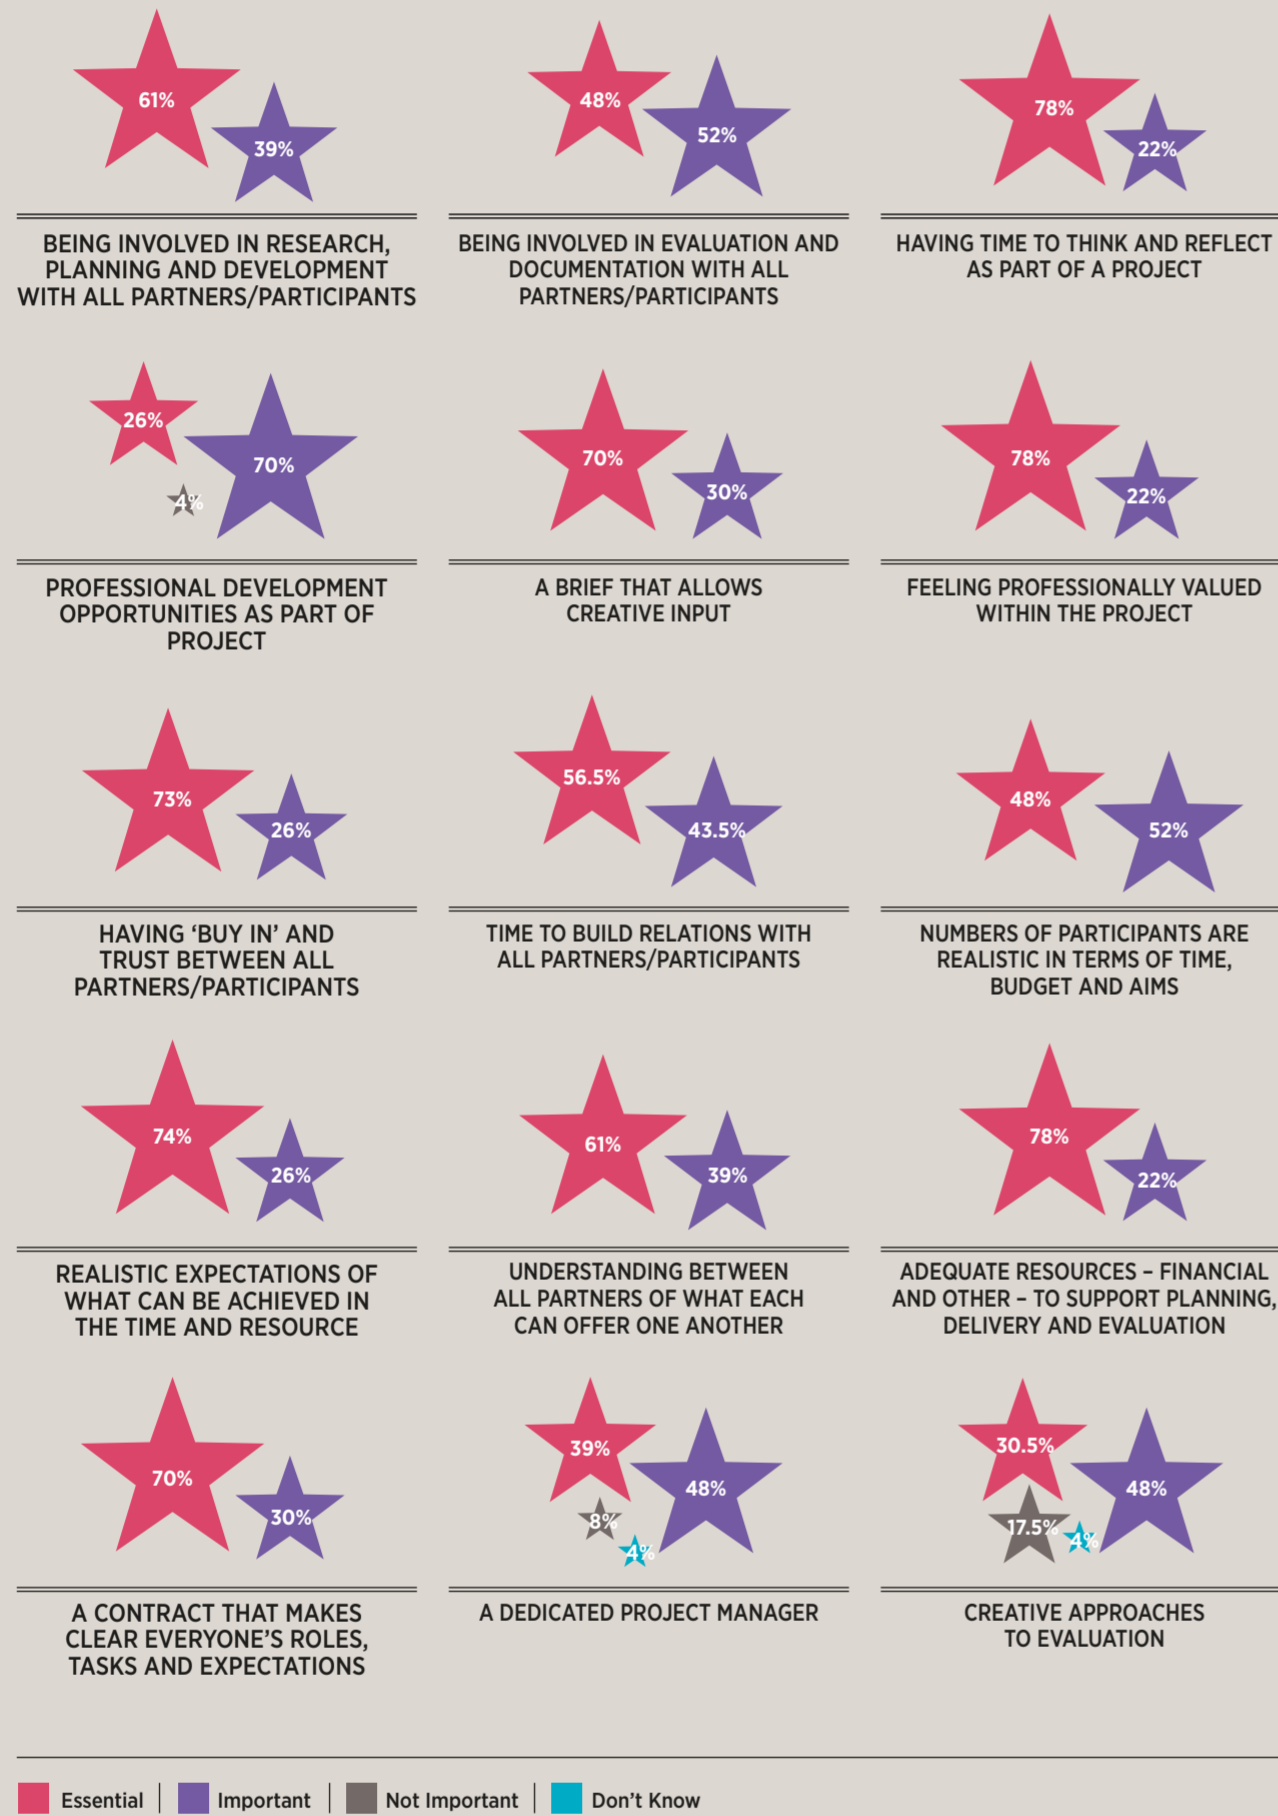 61%
39%
BEING INVOLVED IN RESEARCH,
PLANNING AND DEVELOPMENT
WITH ALL PARTNERS/PARTICIPANTS
48%
52%
BEING INVOLVED IN EVALUATION AND
DOCUMENTATION WITH ALL
PARTNERS/PARTICIPANTS
78%
22%
HAVING TIME TO THINK AND REFLECT
AS PART OF A PROJECT
26%
70%
4%
PROFESSIONAL DEVELOPMENT
OPPORTUNITIES AS PART OF
PROJECT
70%
30%
A BRIEF THAT ALLOWS
CREATIVE INPUT
78%
22%
FEELING PROFESSIONALLY VALUED
WITHIN THE PROJECT
73%
26%
HAVING ‘BUY IN’ AND
TRUST BETWEEN ALL
PARTNERS/PARTICIPANTS
56.5%
43.5%
TIME TO BUILD RELATIONS WITH
ALL PARTNERS/PARTICIPANTS
48%
52%
NUMBERS OF PARTICIPANTS ARE
REALISTIC IN TERMS OF TIME,
BUDGET AND AIMS
74%
26%
REALISTIC EXPECTATIONS OF
WHAT CAN BE ACHIEVED IN
THE TIME AND RESOURCE
61%
39%
UNDERSTANDING BETWEEN
ALL PARTNERS OF WHAT EACH
CAN OFFER ONE ANOTHER
78%
22%
ADEQUATE RESOURCES – FINANCIAL
AND OTHER – TO SUPPORT PLANNING,
DELIVERY AND EVALUATION
70%
30%
A CONTRACT THAT MAKES
CLEAR EVERYONE’S ROLES,
TASKS AND EXPECTATIONS
39%
48%
8%
4%
A DEDICATED PROJECT MANAGER
30.5%
48%
17.5%
4%
CREATIVE APPROACHES
TO EVALUATION
Essential
Important
Not Important
Don’t Know